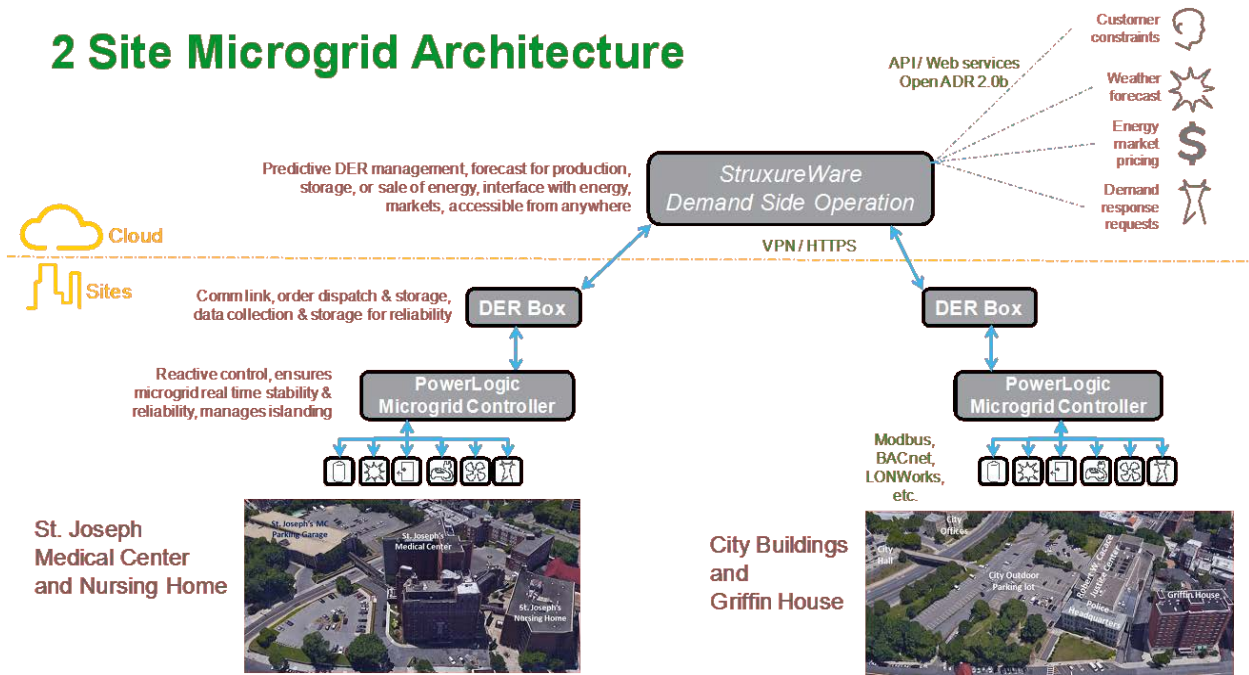 2 Site Microgrid Architecture
API / Web services
Open ADR 2.0b
Customer
constraints
Weather
forecast
Energy
market
pricing
$
Demand
response
requests
Predictive DER management, forecast for production,
storage, or sale of energy, interface with energy,
markets, accessible from anywhere
StruxureWare
Demand Side Operation
Cloud
VPN / HTTPS
Sites
Comm link, order dispatch & storage,
data collection & storage for reliability
DER Box
DER Box
Reactive control, ensures
microgrid real time stability &
reliability, manages islanding
PowerLogic
Microgrid Controller
PowerLogic
Microgrid Controller
Modbus,
BACnet,
LONWorks,
etc.
St. Joseph
Medical Center
and Nursing Home
St. Joseph's MC
Parking Garage
St. Joseph's
Medical Center
St. Joseph's
Nursing Home
City Buildings
and
Griffin House
City
Offices
City
Hall
City Outdoor
Parking lot
Robert W. Cacace
Justice Center
Police
Headquarters
Griffin House